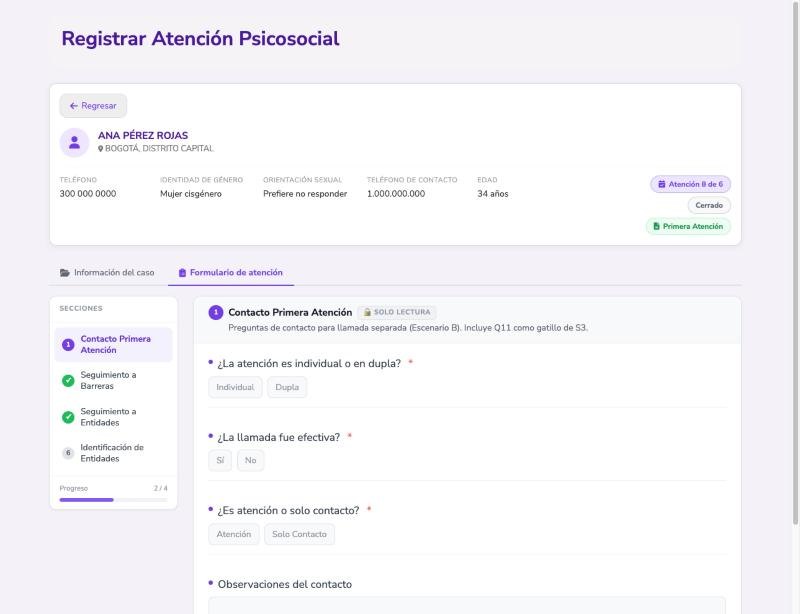 Registrar Atención Psicosocial
← Regresar
ANA PÉREZ ROJAS
BOGOTÁ, DISTRITO CAPITAL
TELÉFONO
300 000 0000
IDENTIDAD DE GÉNERO
Mujer cisgénero
ORIENTACIÓN SEXUAL
Prefiere no responder
TELÉFONO DE CONTACTO
1.000.000.000
EDAD
34 años
Atención 8 de 6
Cerrado
Primera Atención
Información del caso
Formulario de atención
SECCIONES
1 Contacto Primera
Atención
Seguimiento a
Barreras
Seguimiento a
Entidades
6 Identificación de
Entidades
Progreso 2 / 4
1 Contacto Primera Atención SOLO LECTURA
Preguntas de contacto para llamada separada (Escenario B). Incluye Q11 como gatillo de S3.
¿La atención es individual o en dupla? *
Individual Dupla
¿La llamada fue efectiva? *
Sí No
¿Es atención o solo contacto? *
Atención Solo Contacto
Observaciones del contacto